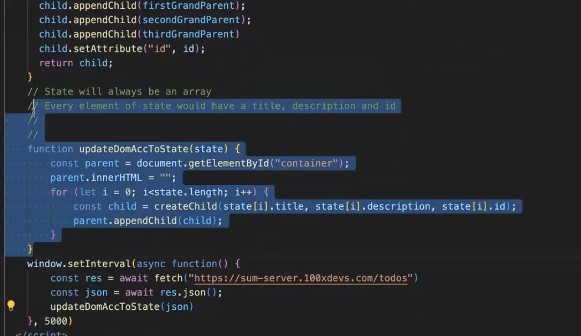 child.appendChild(firstGrandParent);
child.appendChild(secondGrandParent);
child.appendChild(thirdGrandParent)
child.setAttribute("id", id);
return child;
}
// State will always be an array
// Every element of state would have a title, description and id
//
//
function updateDomAccToState(state) {
const parent = document.getElementById("container");
parent.innerHTML = "";
for (let i = 0; i<state.length; i++) {
const child = createChild(state[i].title, state[i].description, state[i].id);
parent.appendChild(child);
}
}
window.setInterval(async function() {
const res = await fetch("https://sum-server.100xdevs.com/todos")
const json = await res.json();
updateDomAccToState(json)
}, 5000)
</script>